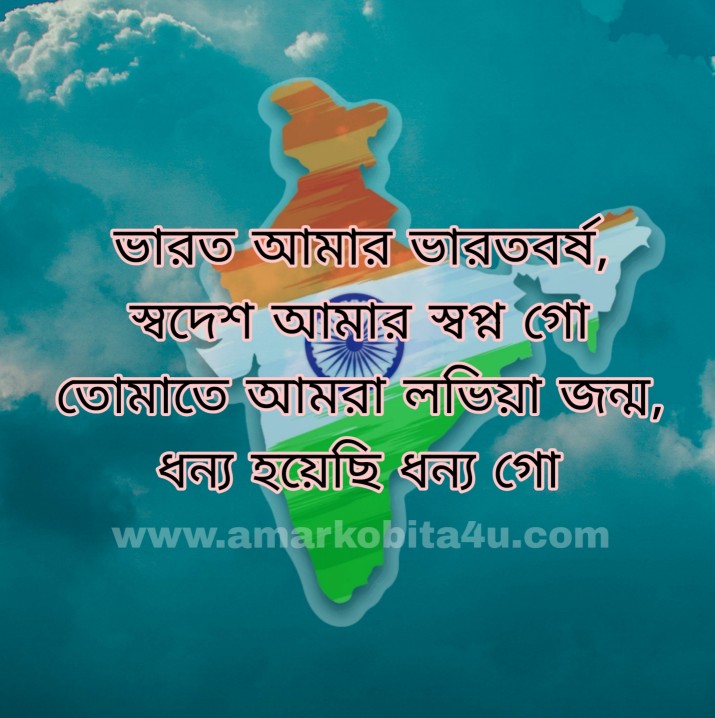 ভারত আমার ভারতবর্ষ,
স্বদেশ আমার স্বপ্ন গো
তোমাতে আমরা লভিয়া জন্ম,
ধন্য হয়েছি ধন্য গো
www.amarkobita4u.com